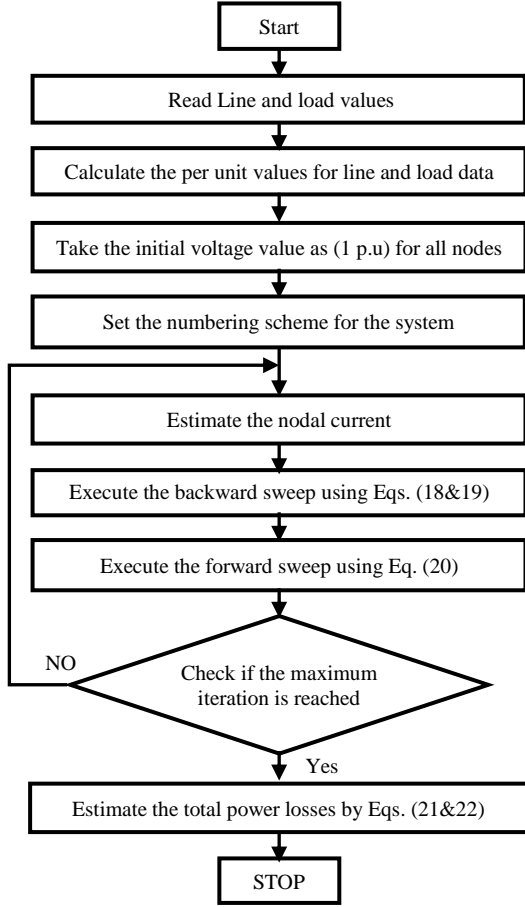 Start
Read Line and load values
Calculate the per unit values for line and load data
Take the initial voltage value as (1 p.u) for all nodes
Set the numbering scheme for the system
Estimate the nodal current
Execute the backward sweep using Eqs. (18&19)
Execute the forward sweep using Eq. (20)
NO
Check if the maximum
iteration is reached
Yes
Estimate the total power losses by Eqs. (21&22)
STOP